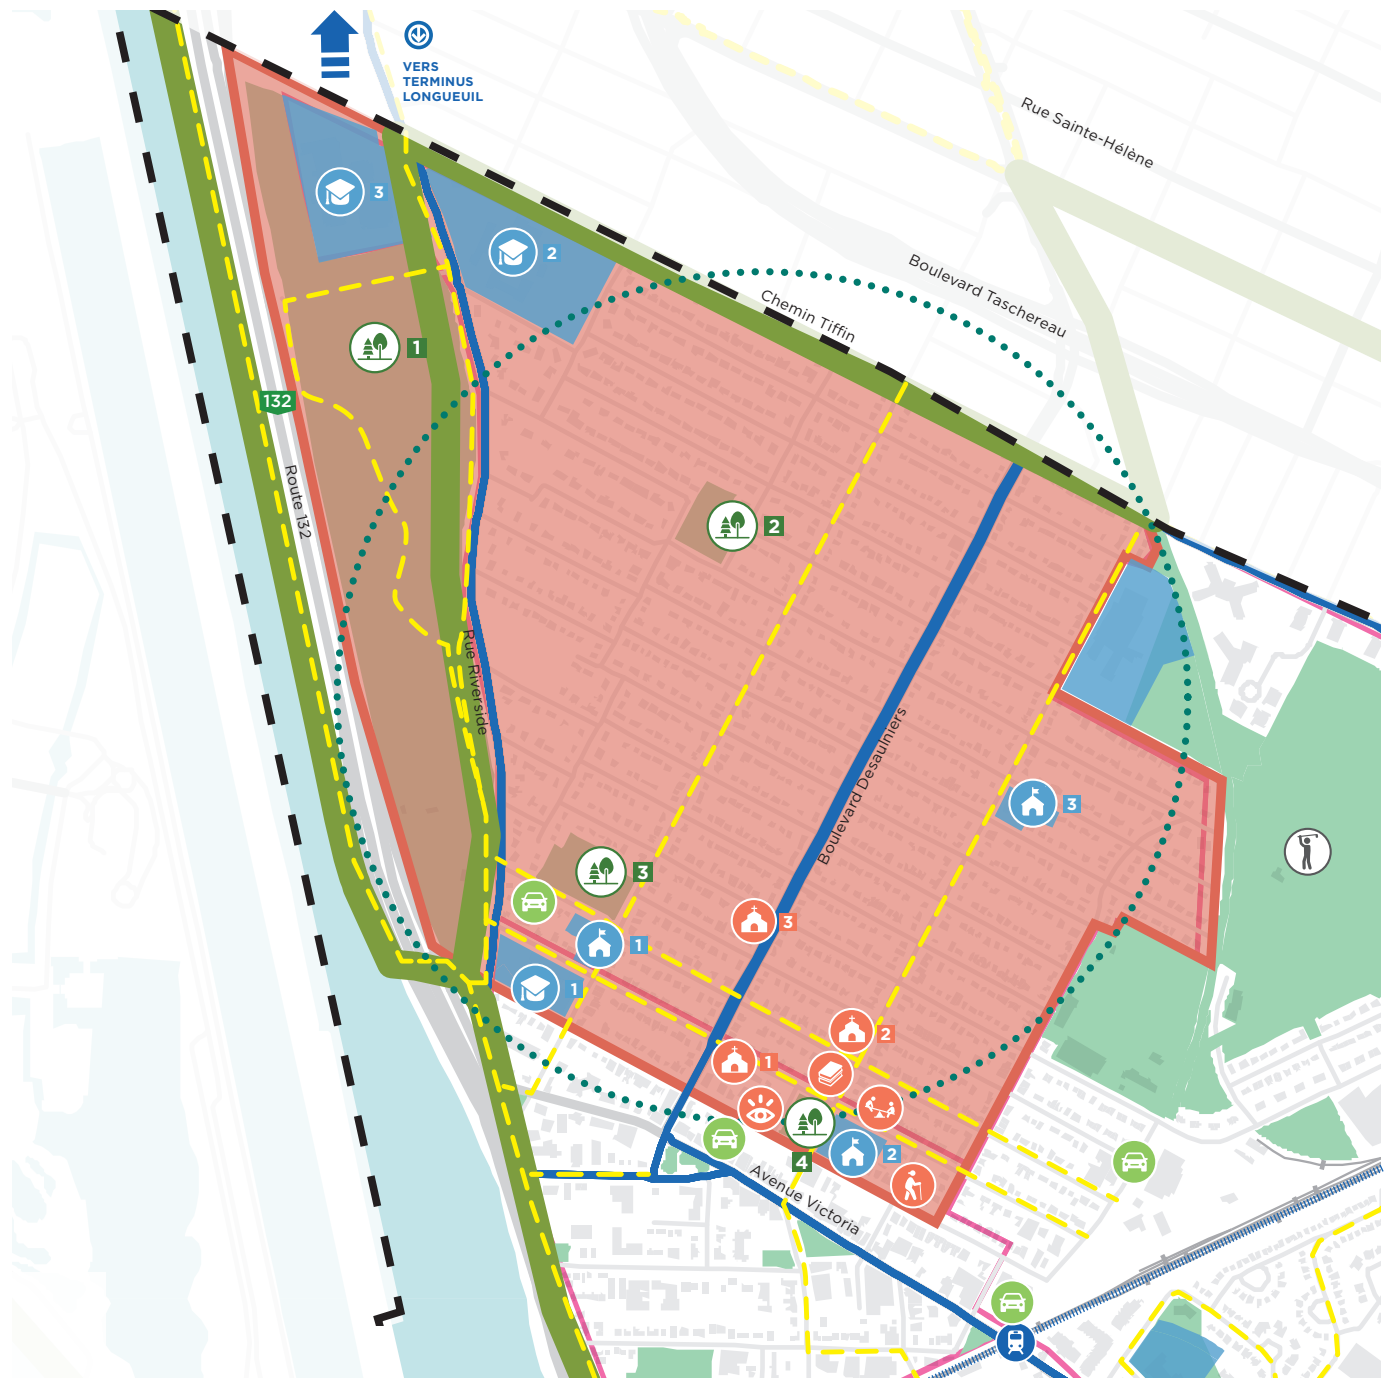 VERS
TERMINUS
LONGUEUIL
Rue Sainte-Hélène
3
2
Boulevard Taschereau
Chemin Tiffin
1
132
Route 132
2
Rue Riverside
Boulevard Desaulniers
3
3
3
1
1
2
1
2
4
Avenue Victoria